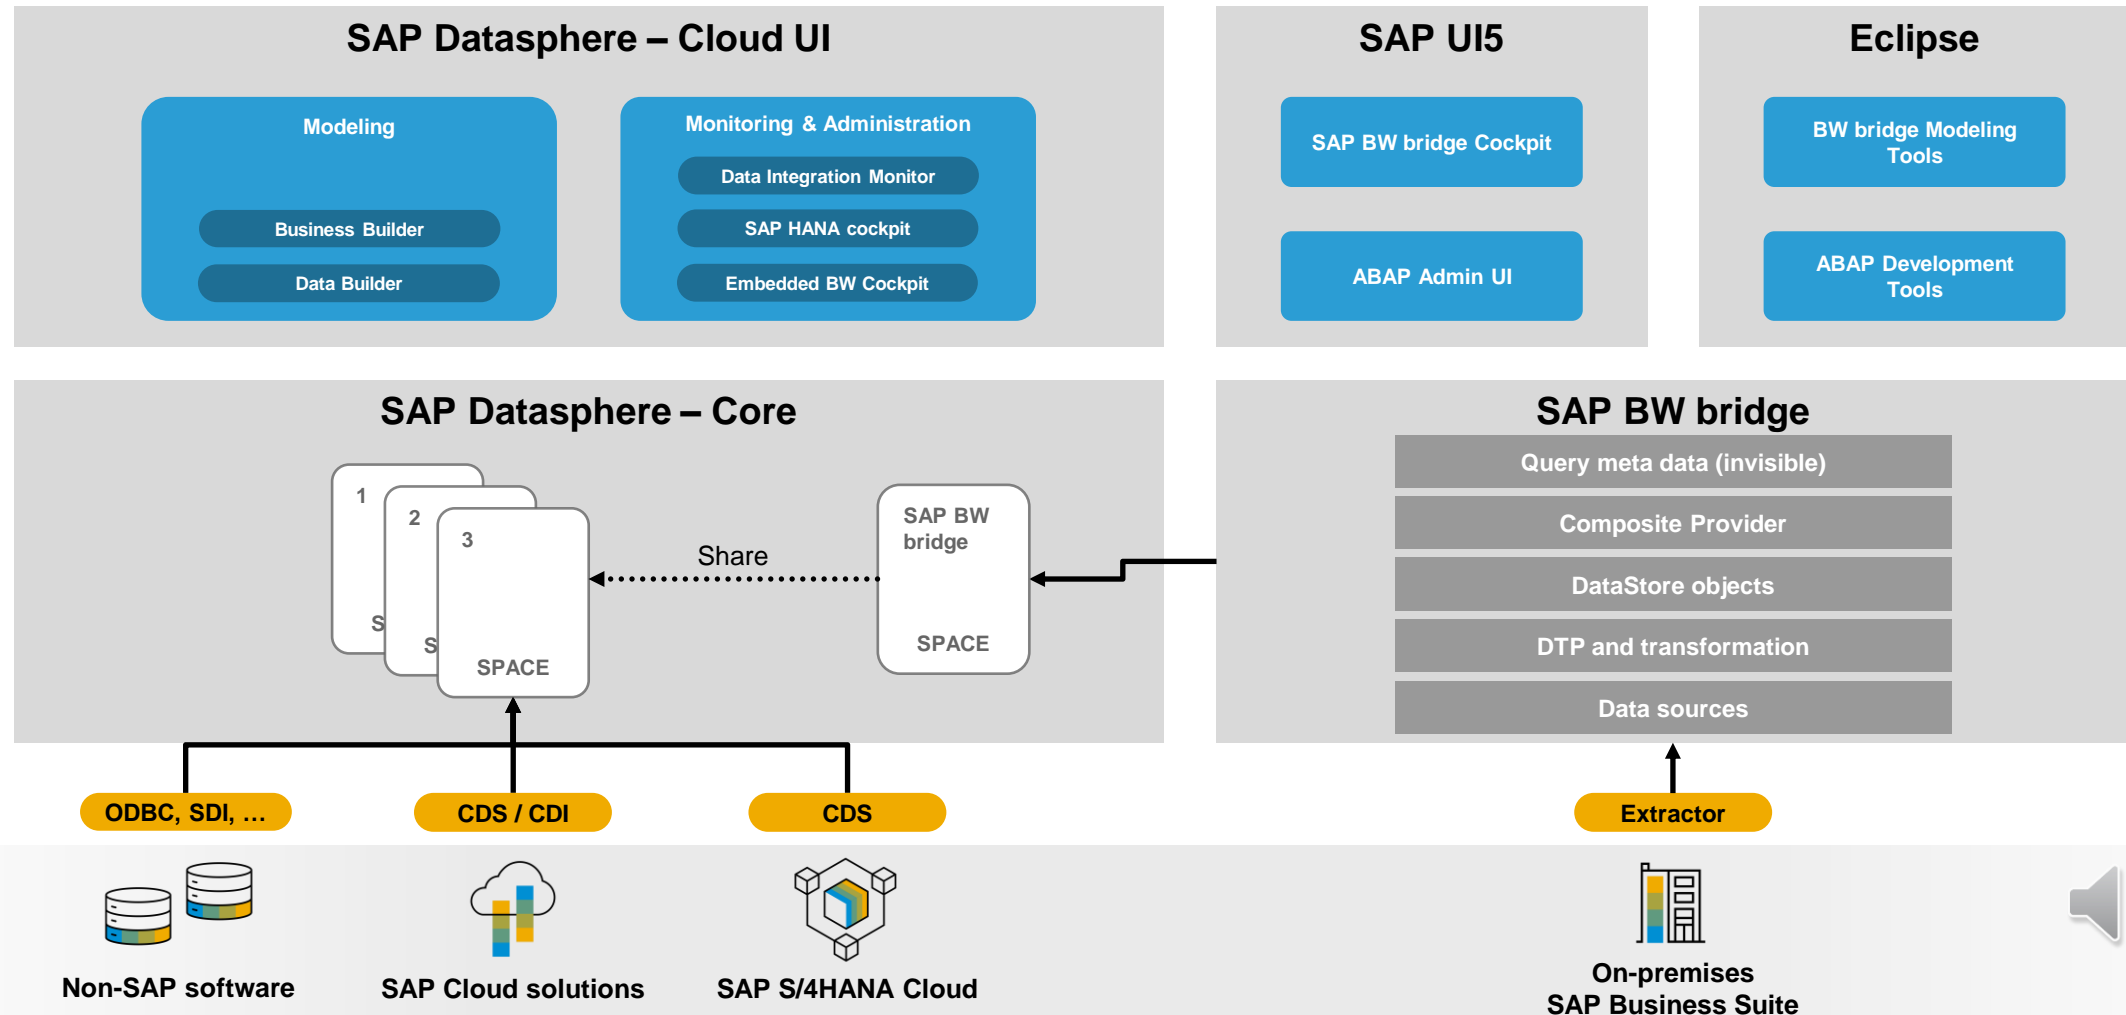 SAP Datasphere – Cloud UI
Modeling
Business Builder
Data Builder
Monitoring & Administration
Data Integration Monitor
SAP HANA cockpit
Embedded BW Cockpit
SAP UI5
SAP BW bridge Cockpit
ABAP Admin UI
Eclipse
BW bridge Modeling
Tools
ABAP Development
Tools
SAP Datasphere – Core
1
S
2
S
3
SPACE
Share
SAP BW
bridge
SPACE
SAP BW bridge
Query meta data (invisible)
Composite Provider
DataStore objects
DTP and transformation
Data sources
ODBC, SDI, …
CDS / CDI
CDS
Extractor
Non-SAP software
SAP Cloud solutions
SAP S/4HANA Cloud
On-premises
SAP Business Suite